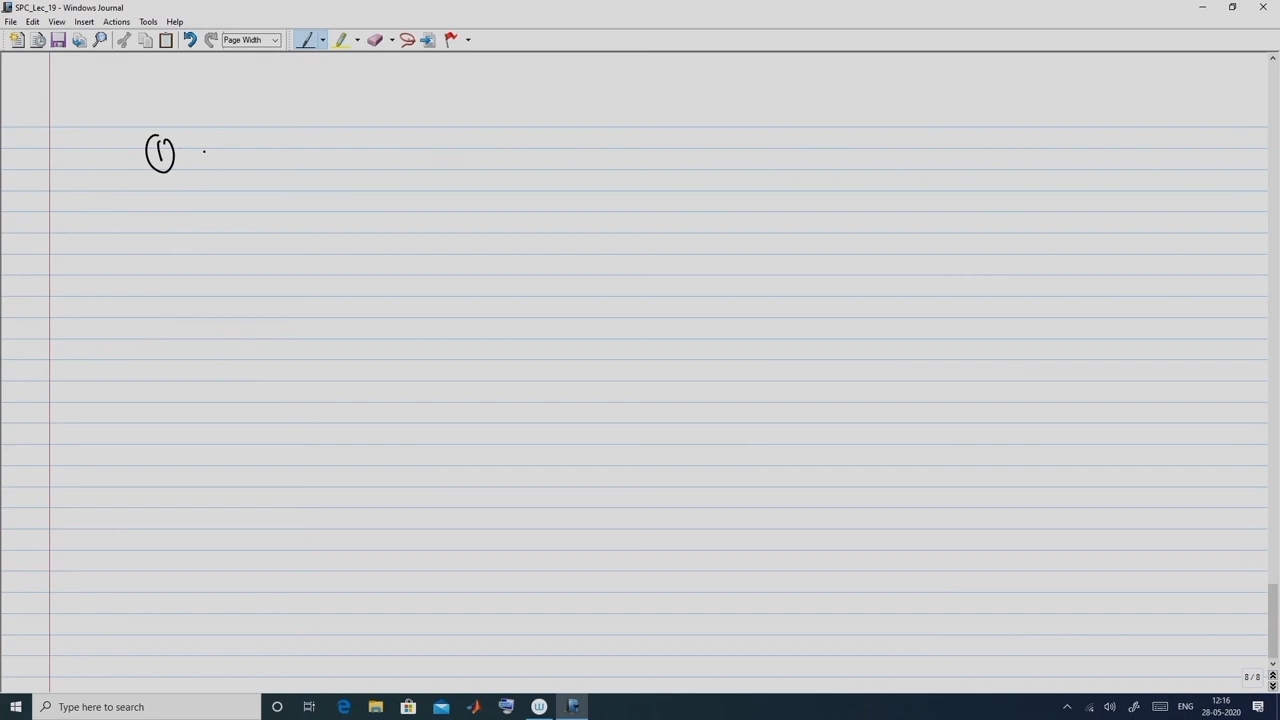 SPC_Lec_19 - Windows Journal
File Edit View Insert Actions Tools Help
Page Width
①
8 / 8
Type here to search
ENG
12:16
28-05-2020